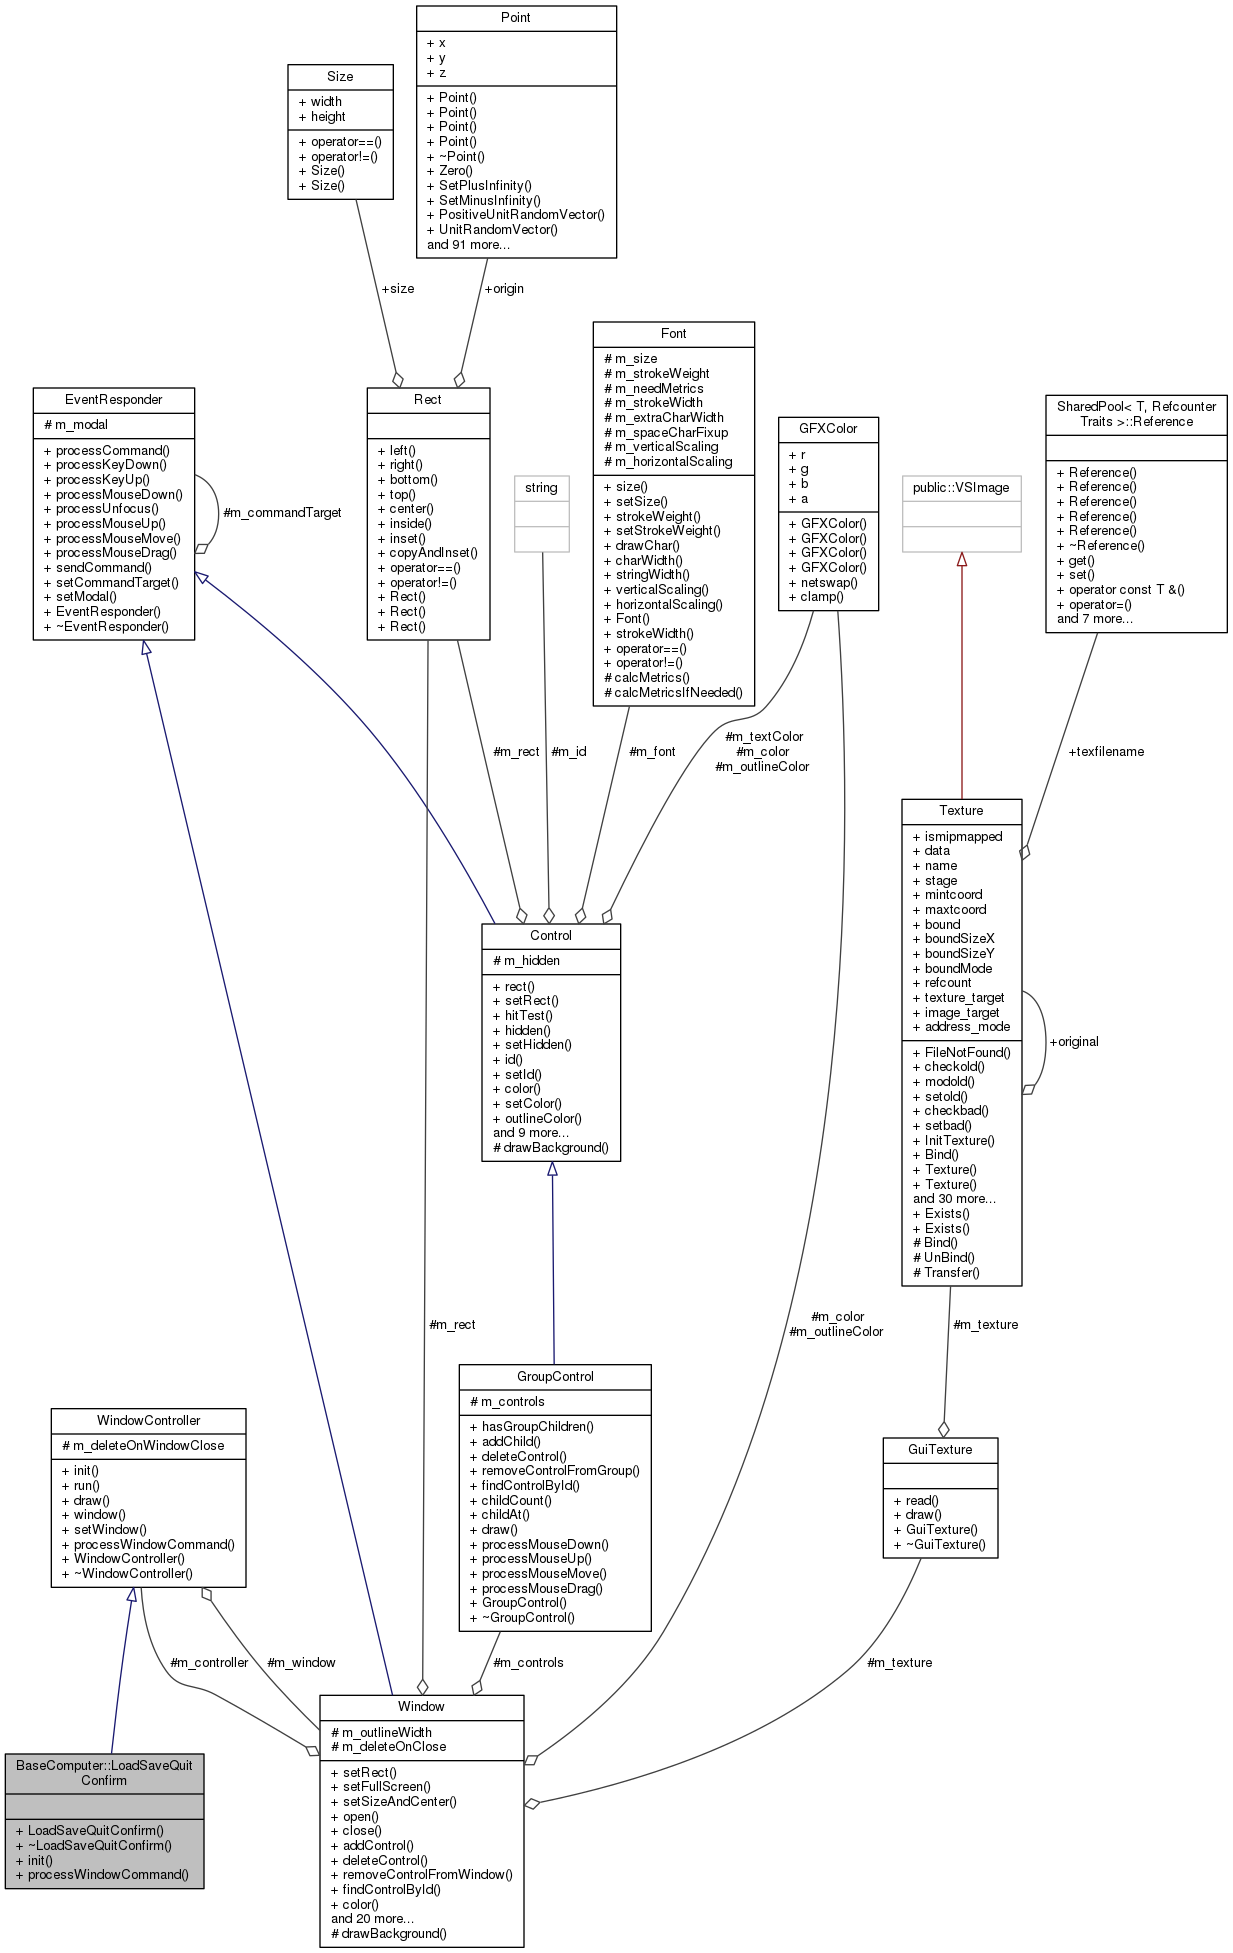 Point
+ x
+ y
+ z
+ Point()
+ Point()
+ Point()
+ Point()
+ ~Point()
+ Zero()
+ SetPlusInfinity()
+ SetMinusInfinity()
+ PositiveUnitRandomVector()
+ UnitRandomVector()
and 91 more...
Size
+ width
+ height
+ operator==()
+ operator!=()
+ Size()
+ Size()
+size
+origin
Font
# m_size
# m_strokeWeight
# m_needMetrics
# m_strokeWidth
# m_extraCharWidth
# m_spaceCharFixup
# m_verticalScaling
# m_horizontalScaling
+ size()
+ setSize()
+ strokeWeight()
+ setStrokeWeight()
+ drawChar()
+ charWidth()
+ stringWidth()
+ verticalScaling()
+ horizontalScaling()
+ Font()
+ strokeWidth()
+ operator==()
+ operator!=()
# calcMetrics()
# calcMetricsIfNeeded()
EventResponder
# m_modal
+ processCommand()
+ processKeyDown()
+ processKeyUp()
+ processMouseDown()
+ processUnfocus()
+ processMouseUp()
+ processMouseMove()
+ processMouseDrag()
+ sendCommand()
+ setCommandTarget()
+ setModal()
+ EventResponder()
+ ~EventResponder()
#m_commandTarget
Rect
+ left()
+ right()
+ bottom()
+ top()
+ center()
+ inside()
+ inset()
+ copyAndInset()
+ operator==()
+ operator!=()
+ Rect()
+ Rect()
+ Rect()
string
GFXColor
+ r
+ g
+ b
+ a
+ GFXColor()
+ GFXColor()
+ GFXColor()
+ GFXColor()
+ netswap()
+ clamp()
public::VSImage
SharedPool< T, Refcounter
Traits >::Reference
+ Reference()
+ Reference()
+ Reference()
+ Reference()
+ Reference()
+ ~Reference()
+ get()
+ set()
+ operator const T &()
+ operator=()
and 7 more...
#m_rect
#m_id
#m_font
#m_textColor
#m_color
#m_outlineColor
+texfilename
Texture
+ ismipmapped
+ data
+ name
+ stage
+ mintcoord
+ maxtcoord
+ bound
+ boundSizeX
+ boundSizeY
+ boundMode
+ refcount
+ texture_target
+ image_target
+ address_mode
+ FileNotFound()
+ checkold()
+ modold()
+ setold()
+ checkbad()
+ setbad()
+ InitTexture()
+ Bind()
+ Texture()
+ Texture()
and 30 more...
+ Exists()
+ Exists()
# Bind()
# UnBind()
# Transfer()
+original
Control
# m_hidden
+ rect()
+ setRect()
+ hitTest()
+ hidden()
+ setHidden()
+ id()
+ setId()
+ color()
+ setColor()
+ outlineColor()
and 9 more...
# drawBackground()
#m_rect
#m_color
#m_outlineColor
#m_texture
GroupControl
# m_controls
+ hasGroupChildren()
+ addChild()
+ deleteControl()
+ removeControlFromGroup()
+ findControlById()
+ childCount()
+ childAt()
+ draw()
+ processMouseDown()
+ processMouseUp()
+ processMouseMove()
+ processMouseDrag()
+ GroupControl()
+ ~GroupControl()
WindowController
# m_deleteOnWindowClose
+ init()
+ run()
+ draw()
+ window()
+ setWindow()
+ processWindowCommand()
+ WindowController()
+ ~WindowController()
GuiTexture
+ read()
+ draw()
+ GuiTexture()
+ ~GuiTexture()
#m_controller
#m_window
#m_controls
#m_texture
Window
# m_outlineWidth
# m_deleteOnClose
+ setRect()
+ setFullScreen()
+ setSizeAndCenter()
+ open()
+ close()
+ addControl()
+ deleteControl()
+ removeControlFromWindow()
+ findControlById()
+ color()
and 20 more...
# drawBackground()
BaseComputer::LoadSaveQuit
Confirm
+ LoadSaveQuitConfirm()
+ ~LoadSaveQuitConfirm()
+ init()
+ processWindowCommand()